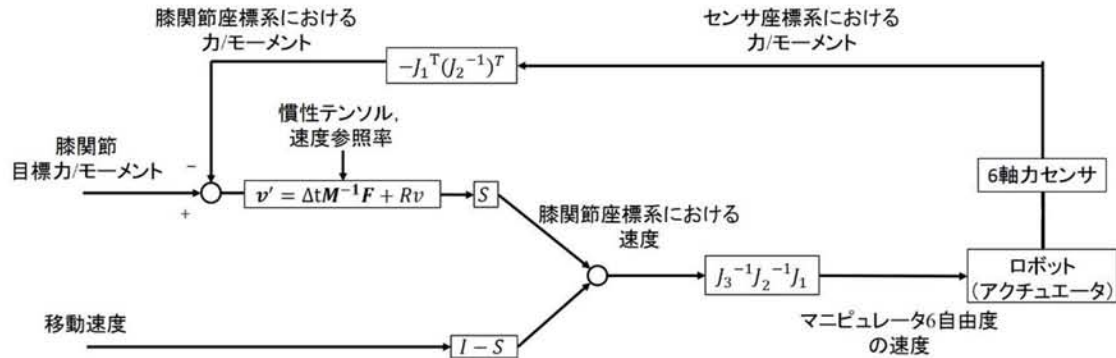 膝関節座標系における
力/モーメント
センサ座標系における
力/モーメント
−J₁ᵀ(J₂⁻¹)ᵀ
慣性テンソル,
速度参照率
膝関節
目標力/モーメント
−
+
v′ = ΔtM⁻¹F + Rv
S
6軸力センサ
膝関節座標系における
速度
J₃⁻¹J₂⁻¹J₁
ロボット
(アクチュエータ)
マニピュレータ6自由度
の速度
移動速度
I − S